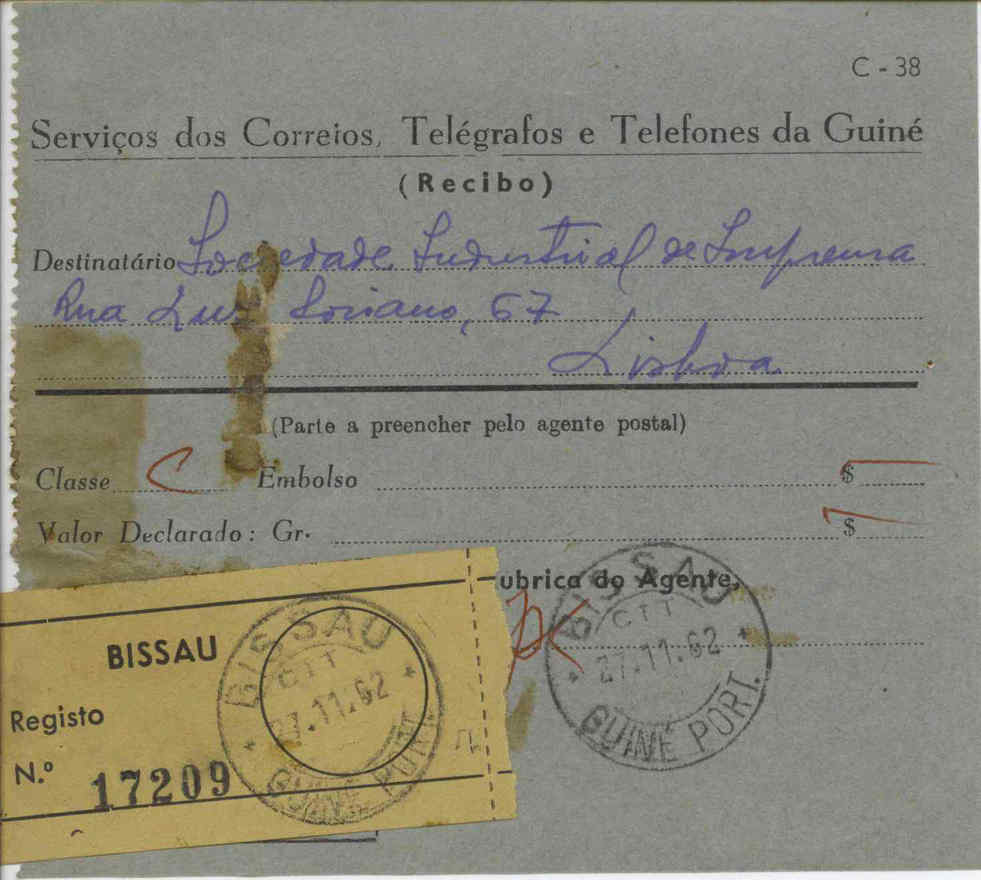 C - 38
Serviços dos Correios, Telégrafos e Telefones da Guiné
(Recibo)
Destinatário Sociedade Industrial de Imprensa
Rua Luz Soriano, 67
Lisboa
(Parte a preencher pelo agente postal)
Classe C Embolso $
Valor Declarado: Gr. $
ubrica do Agente,
BISSAU
CTT
27.11.62
GUINÉ PORT.
BISSAU
Registo
N.º 17209
BISSAU
CTT
27.11.62
GUINÉ PORT.